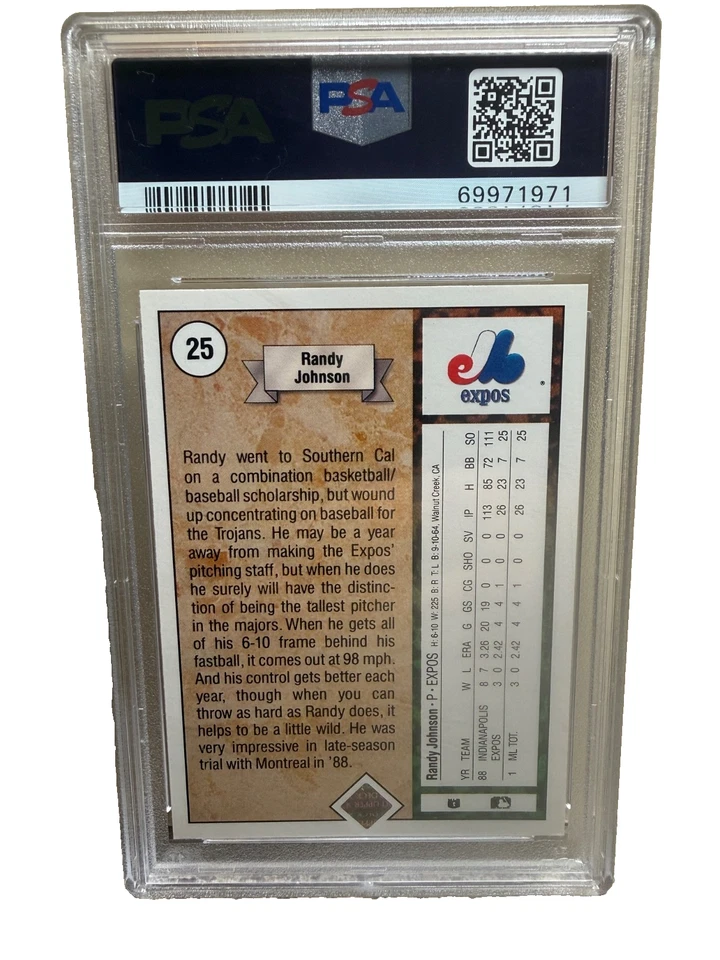 PSA
PSA
69971971
25
Randy
Johnson
expos
®
Randy went to Southern Cal
on a combination basketball/
baseball scholarship, but wound
up concentrating on baseball for
the Trojans. He may be a year
away from making the Expos'
pitching staff, but when he does
he surely will have the distinc-
tion of being the tallest pitcher
in the majors. When he gets all
of his 6-10 frame behind his
fastball, it comes out at 98 mph.
And his control gets better each
year, though when you can
throw as hard as Randy does, it
helps to be a little wild. He was
very impressive in late-season
trial with Montreal in '88.
Randy Johnson • P • EXPOS H: 6-10 W: 225 B: R T: L B: 9-10-64, Walnut Creek, CA
YR TEAM W L ERA G GS CG SHO SV IP H BB SO
88 INDIANAPOLIS 8 7 3.26 20 19 0 0 0 113 85 72 111
EXPOS 3 0 2.42 4 4 1 0 0 26 23 7 25
1 ML TOT. 3 0 2.42 4 4 1 0 0 26 23 7 25